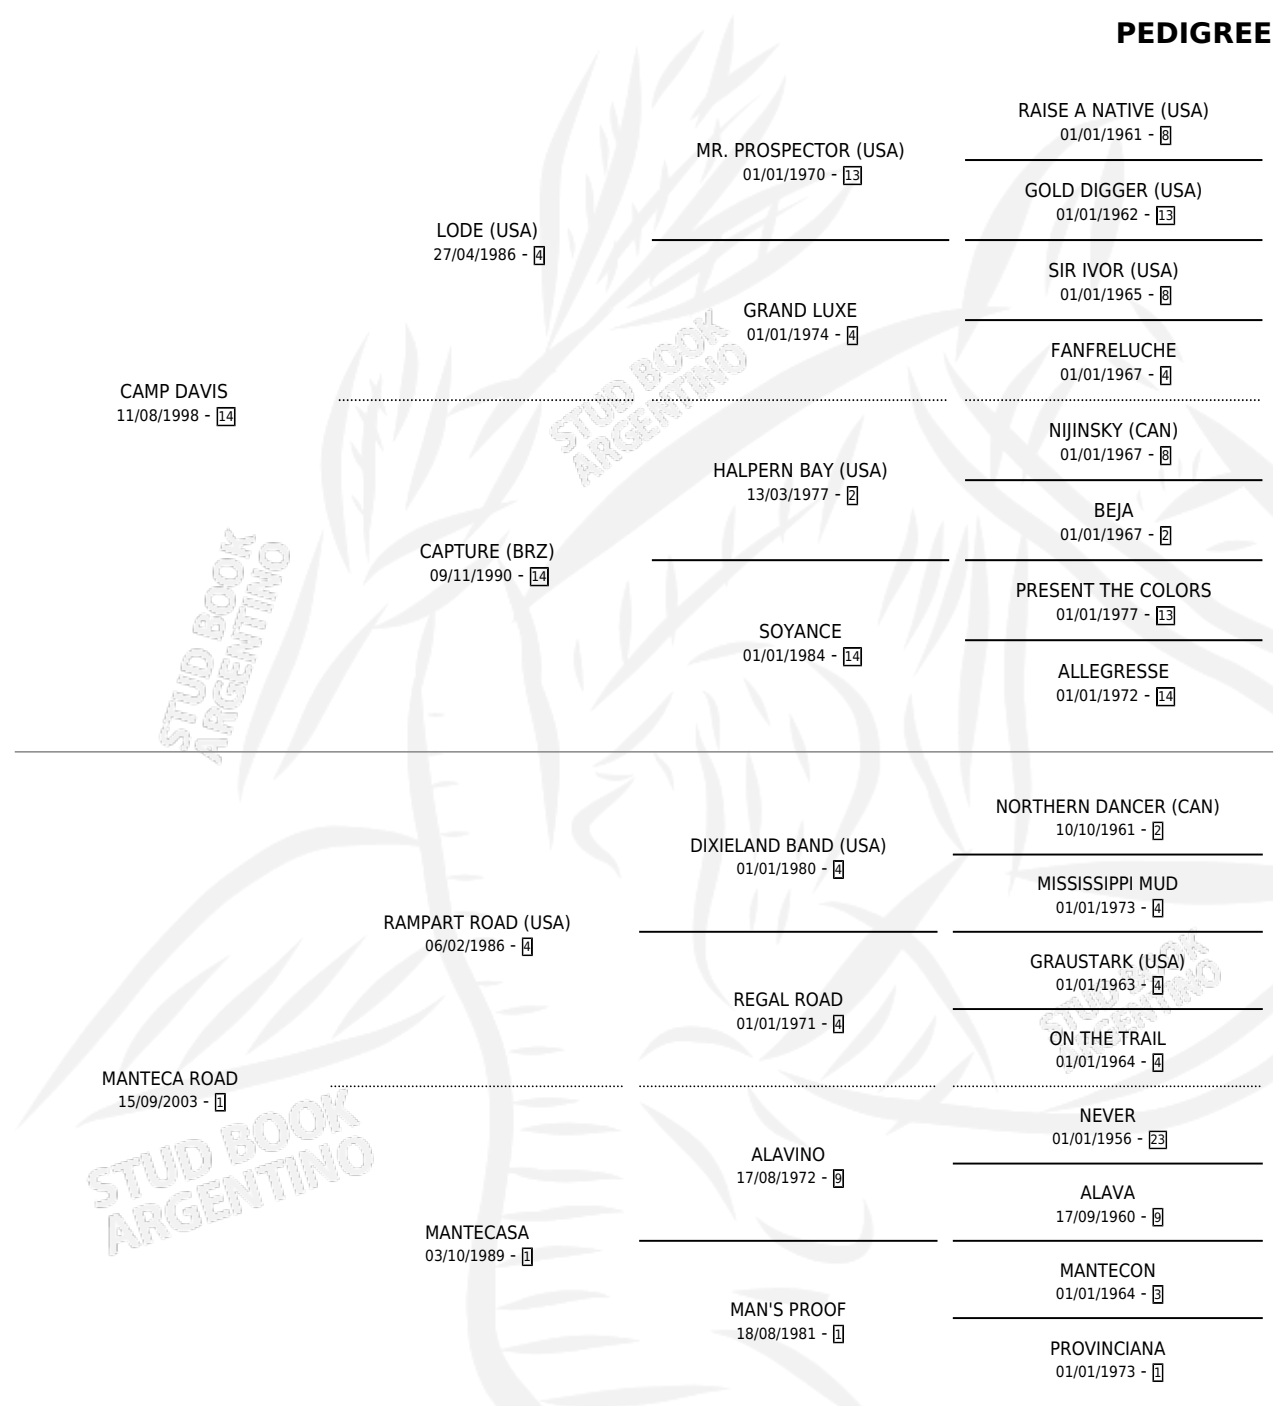 PEDIGREE
RAISE A NATIVE (USA)
01/01/1961 - 8
MR. PROSPECTOR (USA)
01/01/1970 - 13
GOLD DIGGER (USA)
01/01/1962 - 13
LODE (USA)
27/04/1986 - 4
SIR IVOR (USA)
01/01/1965 - 8
GRAND LUXE
01/01/1974 - 4
FANFRELUCHE
01/01/1967 - 4
CAMP DAVIS
11/08/1998 - 14
NIJINSKY (CAN)
01/01/1967 - 8
HALPERN BAY (USA)
13/03/1977 - 2
BEJA
01/01/1967 - 2
CAPTURE (BRZ)
09/11/1990 - 14
PRESENT THE COLORS
01/01/1977 - 13
SOYANCE
01/01/1984 - 14
ALLEGRESSE
01/01/1972 - 14
NORTHERN DANCER (CAN)
10/10/1961 - 2
DIXIELAND BAND (USA)
01/01/1980 - 4
MISSISSIPPI MUD
01/01/1973 - 4
RAMPART ROAD (USA)
06/02/1986 - 4
GRAUSTARK (USA)
01/01/1963 - 4
REGAL ROAD
01/01/1971 - 4
ON THE TRAIL
01/01/1964 - 4
MANTECA ROAD
15/09/2003 - 1
NEVER
01/01/1956 - 23
ALAVINO
17/08/1972 - 9
ALAVA
17/09/1960 - 9
MANTECASA
03/10/1989 - 1
MANTECON
01/01/1964 - 3
MAN'S PROOF
18/08/1981 - 1
PROVINCIANA
01/01/1973 - 1
STUD BOOK
ARGENTINO
STUD BOOK
ARGENTINO
STUD BOOK
ARGENTINO
STUD BOOK
ARGENTINO